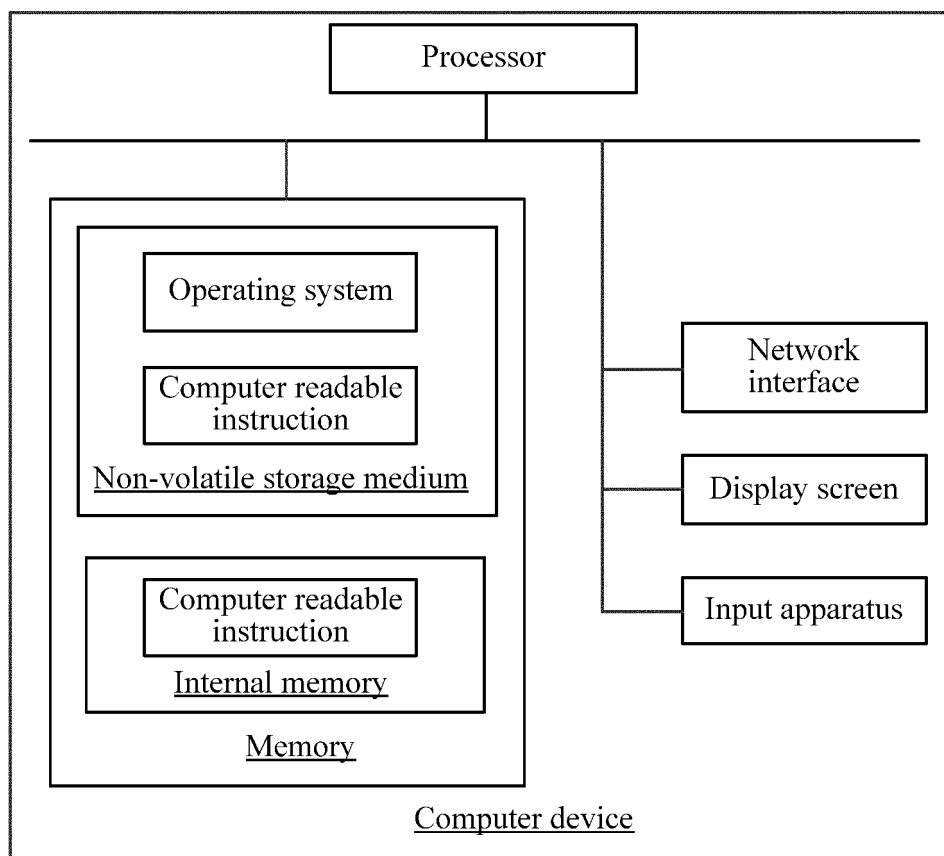 Processor
Operating system
Computer readable
instruction
Non-volatile storage medium
Computer readable
instruction
Internal memory
Memory
Network
interface
Display screen
Input apparatus
Computer device